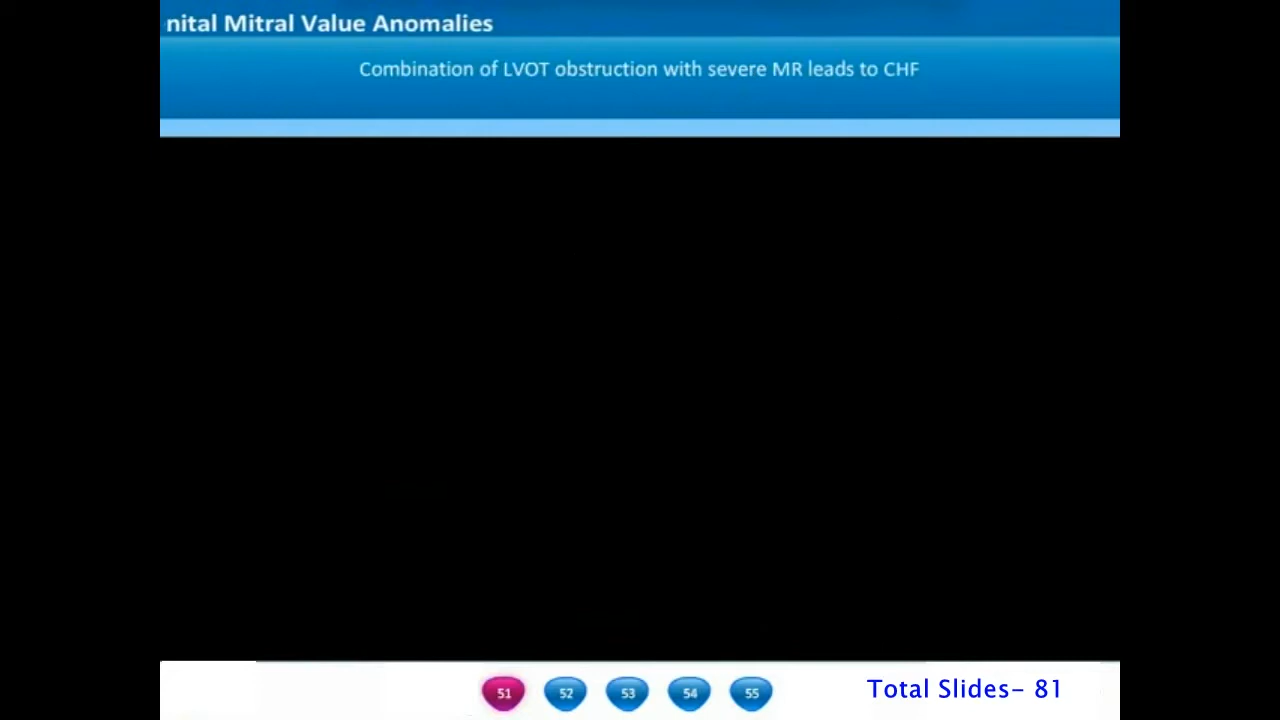 nital Mitral Value Anomalies
Combination of LVOT obstruction with severe MR leads to CHF
51 52 53 54 55
Total Slides- 81